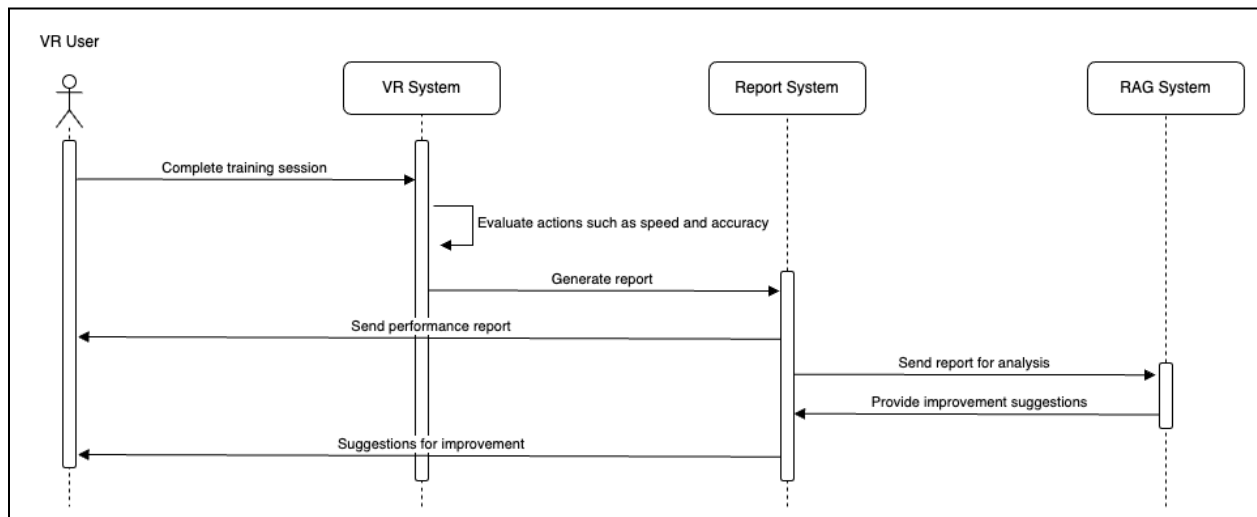 VR User
VR System
Report System
RAG System
Complete training session
Evaluate actions such as speed and accuracy
Generate report
Send performance report
Send report for analysis
Provide improvement suggestions
Suggestions for improvement